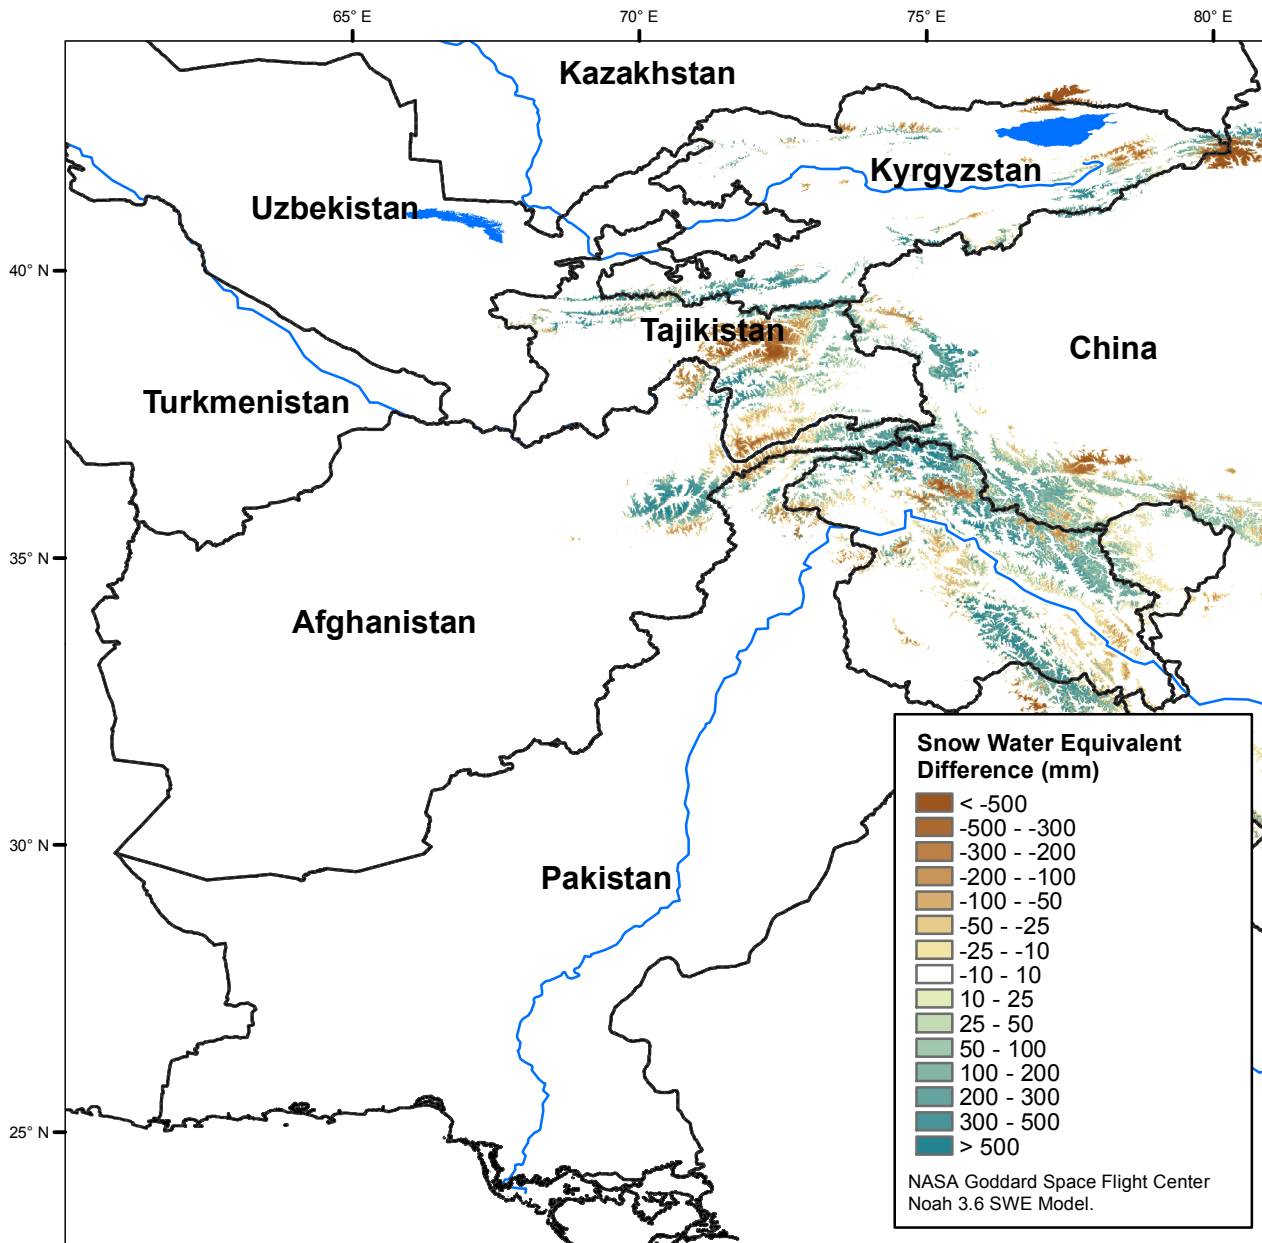 65° E
70° E
75° E
80° E
Kazakhstan
Kyrgyzstan
Uzbekistan
40° N
Tajikistan
China
Turkmenistan
35° N
Afghanistan
30° N
Pakistan
25° N
Snow Water Equivalent
Difference (mm)
< -500
-500 - -300
-300 - -200
-200 - -100
-100 - -50
-50 - -25
-25 - -10
-10 - 10
10 - 25
25 - 50
50 - 100
100 - 200
200 - 300
300 - 500
> 500
NASA Goddard Space Flight Center
Noah 3.6 SWE Model.